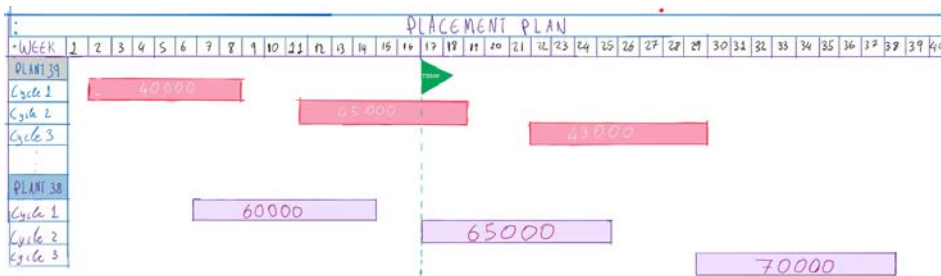 : PLACEMENT PLAN
• WEEK 1 2 3 4 5 6 7 8 9 10 11 12 13 14 15 16 17 18 19 20 21 22 23 24 25 26 27 28 29 30 31 32 33 34 35 36 37 38 39 40
PLANT 39 TODAY
Cycle 1 40000
Cycle 2 45000
Cycle 3 43000
PLANT 38
Cycle 1 60000
Cycle 2 65000
Cycle 3 70000